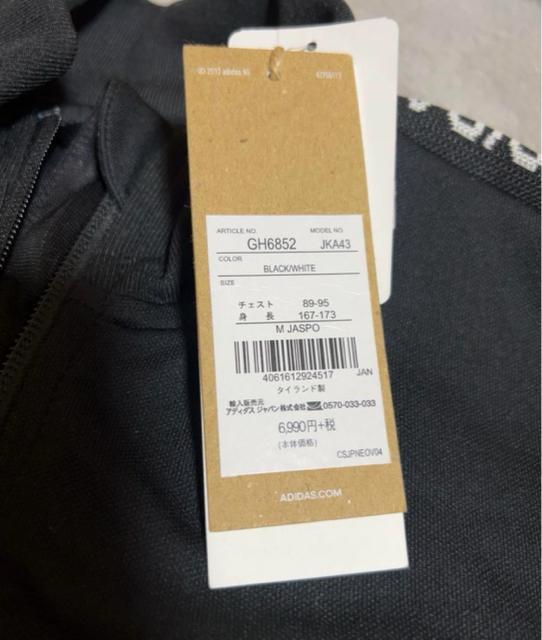 © 2017 adidas AG
ARTICLE NO. MODEL NO.
GH6852 JKA43
COLOR
BLACK/WHITE
SIZE
チェスト 89-95
身長 167-173
M JASPO
4061612924517 JAN
タイランド製
輸入販売元
アディダス ジャパン株式会社 0570-033-033
6,990円+税
(本体価格)
CSJPNEOV04
ADIDAS.COM